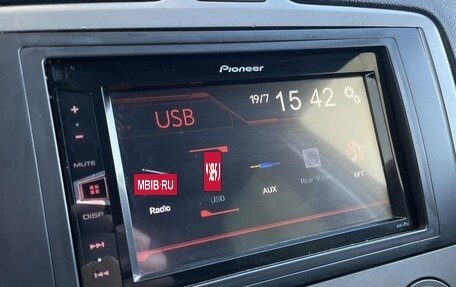 Pioneer
19/7 15 42
USB
MUTE
DISP
MBIB·RU
Radio
USB
AUX
Rear View
OFF